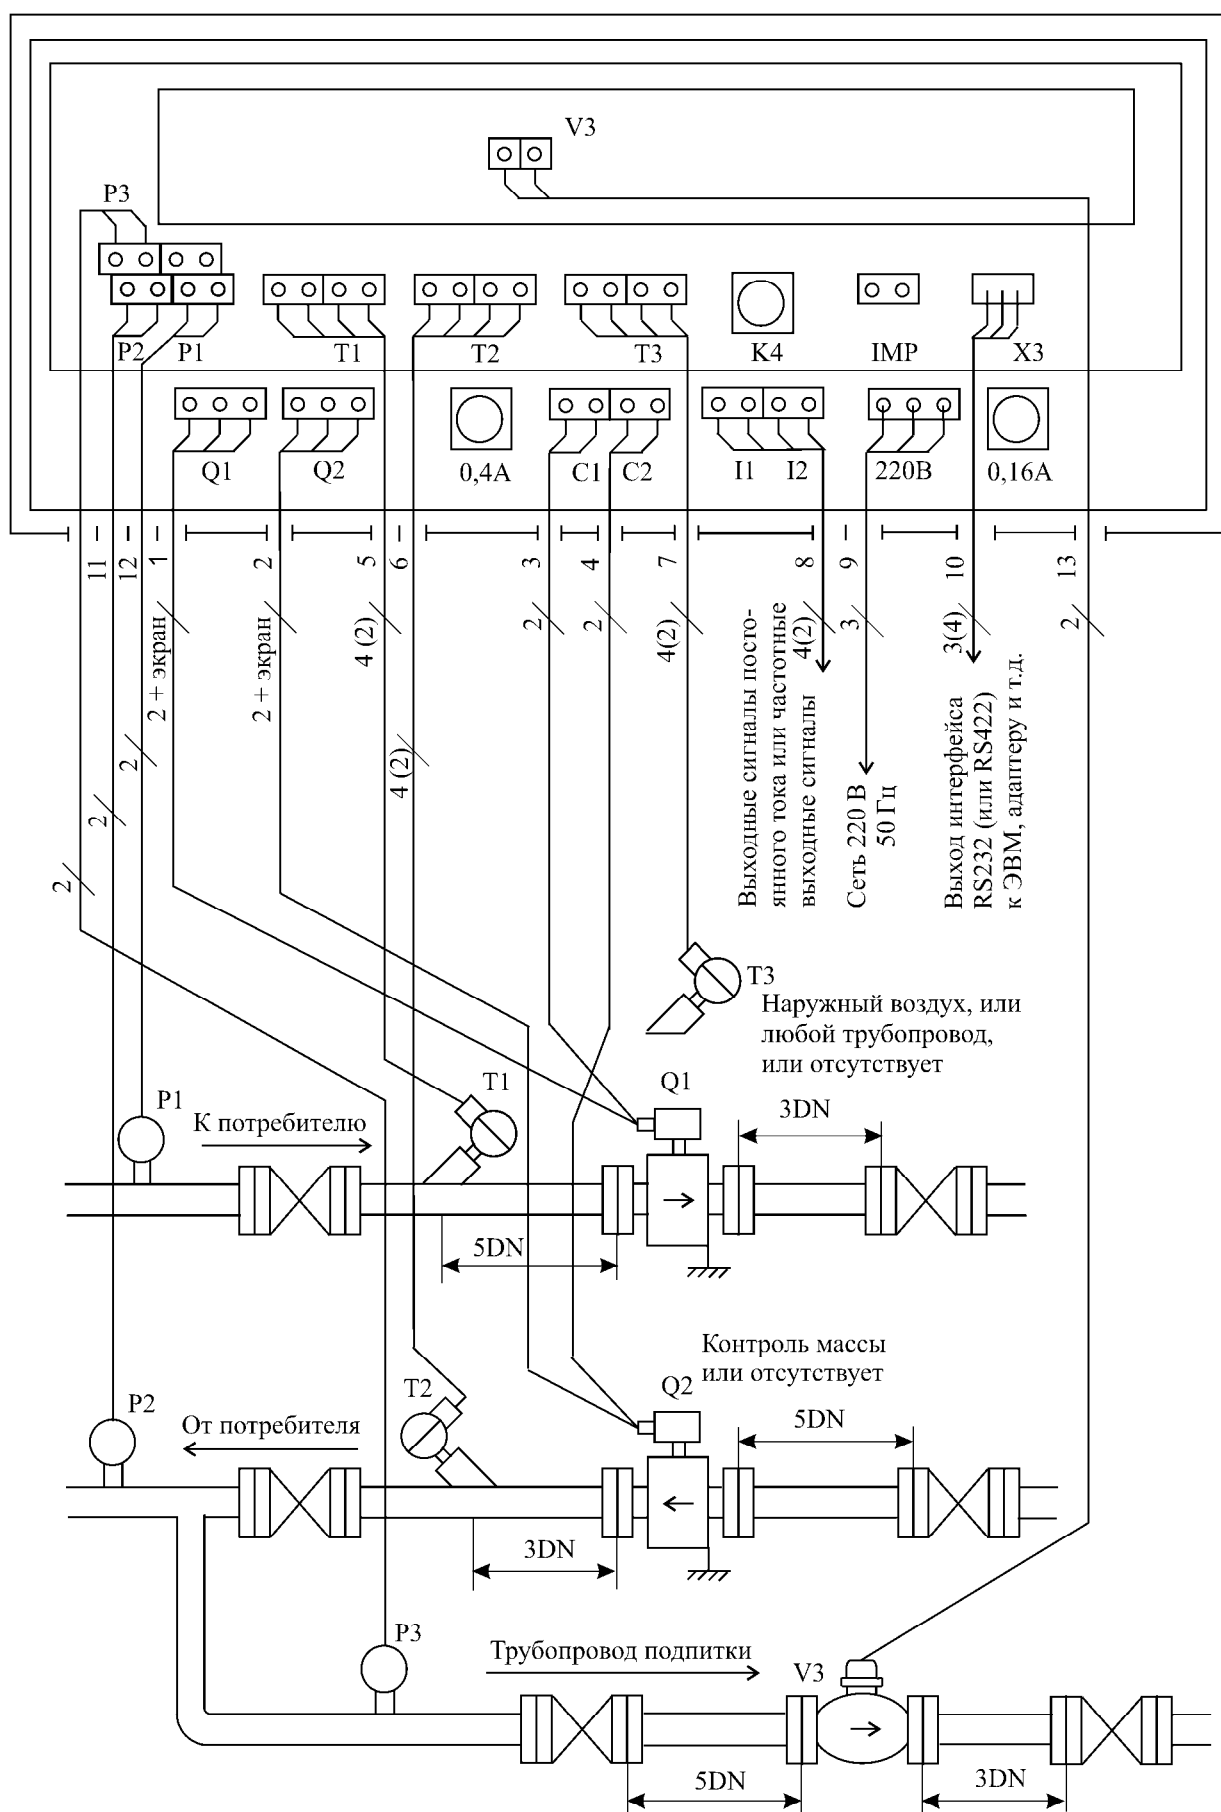 V3
P3
P2
P1
T1
T2
T3
K4
IMP
X3
Q1
Q2
0,4A
C1
C2
I1
I2
220В
0,16A
11
12
1
2
5
6
3
4
7
8
9
10
13
2 + экран
2 + экран
4 (2)
4 (2)
2
2
4(2)
4(2)
3
3(4)
2
2
2
2
Выходные сигналы посто-
янного тока или частотные
выходные сигналы
Сеть 220 В
50 Гц
Выход интерфейса
RS232 (или RS422)
к ЭВМ, адаптеру и т.д.
T3
Наружный воздух, или
любой трубопровод,
или отсутствует
P1
К потребителю
T1
Q1
3DN
5DN
Контроль массы
или отсутствует
P2
От потребителя
T2
Q2
5DN
3DN
P3
Трубопровод подпитки
V3
5DN
3DN